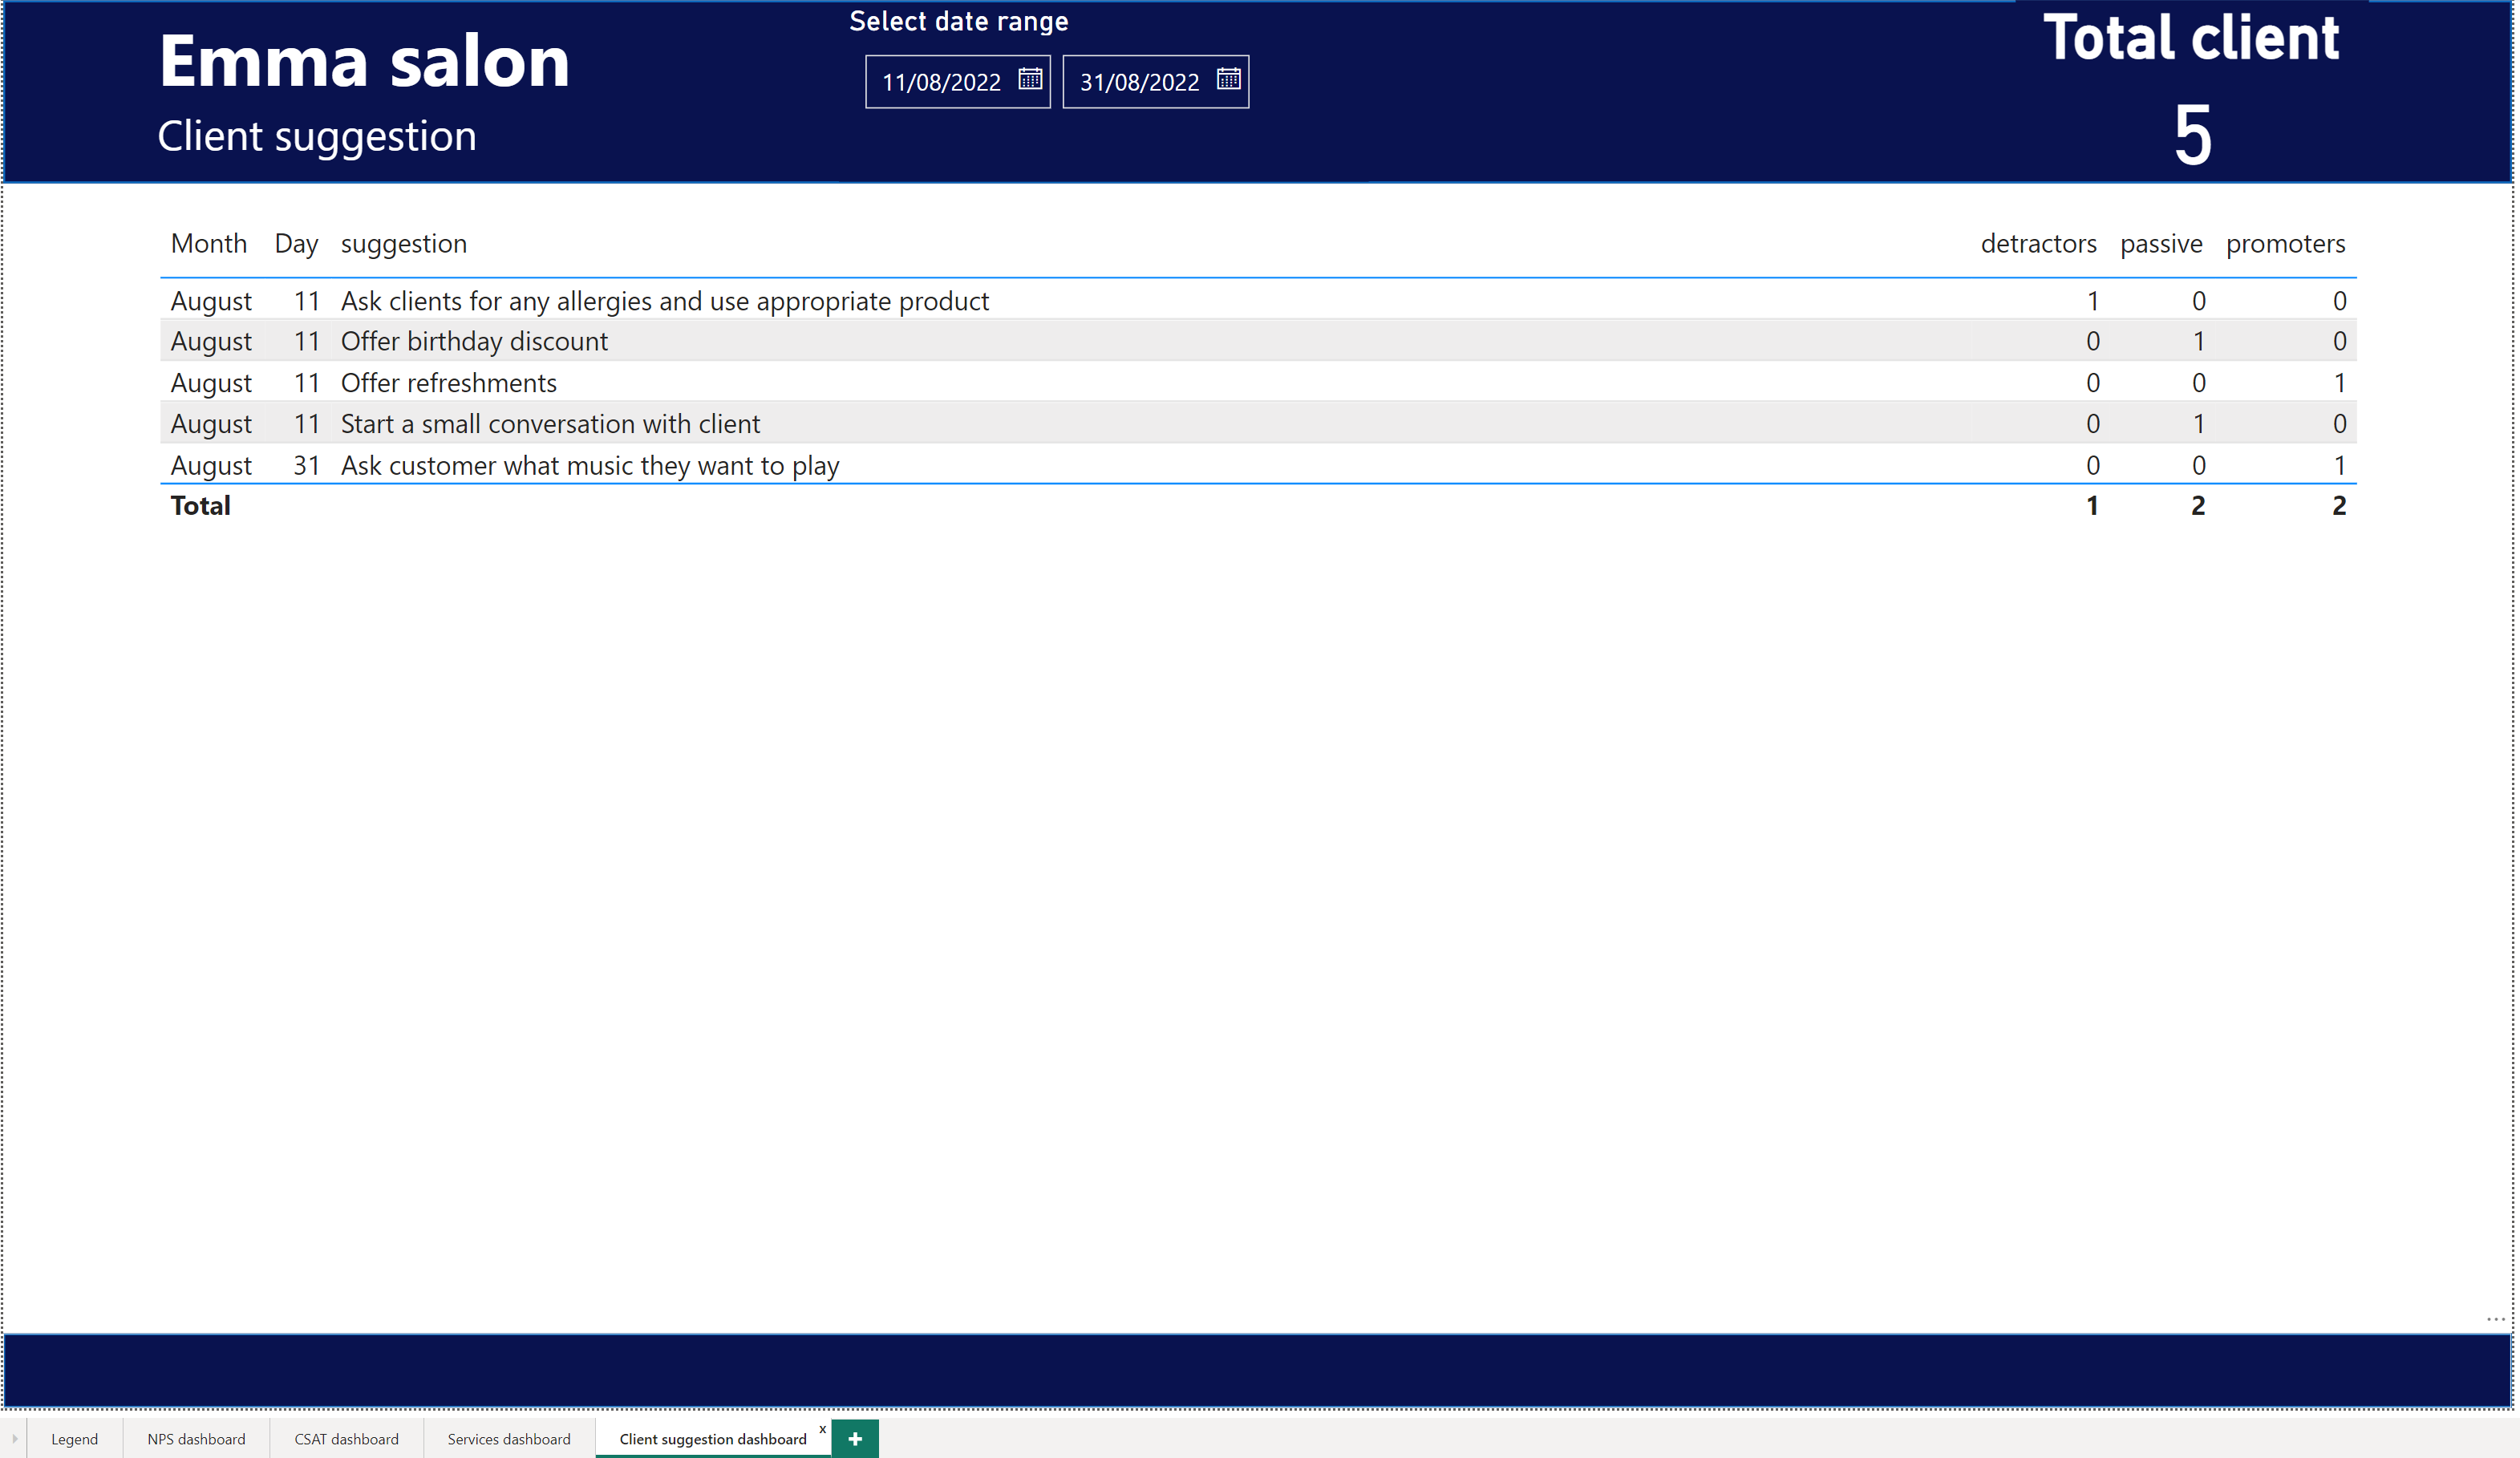 Emma salon
Client suggestion
Select date range
11/08/2022 31/08/2022
Total client
5
Month Day suggestion detractors passive promoters
August 11 Ask clients for any allergies and use appropriate product 1 0 0
August 11 Offer birthday discount 0 1 0
August 11 Offer refreshments 0 0 1
August 11 Start a small conversation with client 0 1 0
August 31 Ask customer what music they want to play 0 0 1
Total 1 2 2
Legend NPS dashboard CSAT dashboard Services dashboard Client suggestion dashboard x +